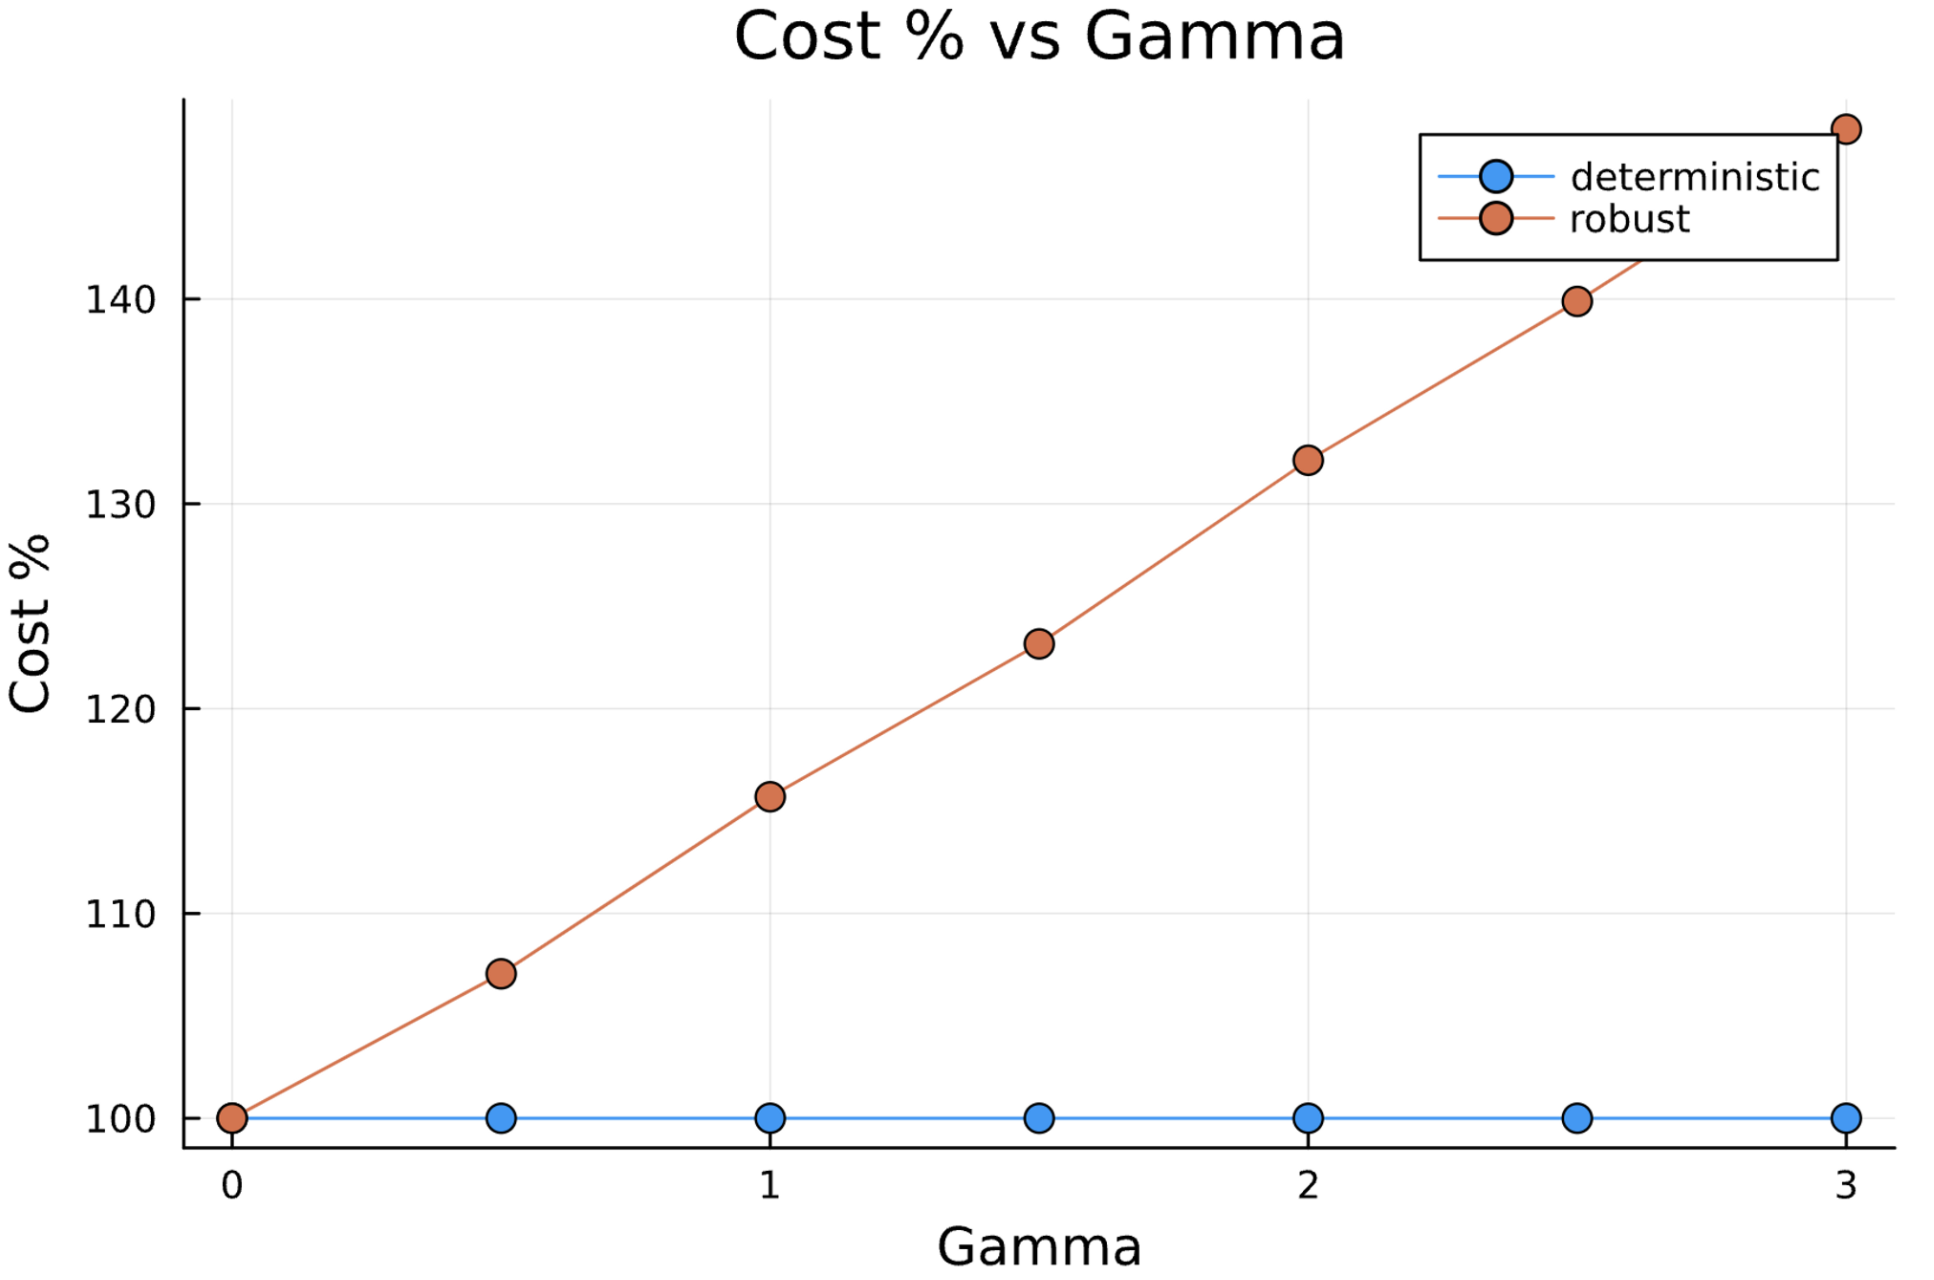 Cost % vs Gamma
deterministic
robust
140
130
120
110
100
Cost %
0 1 2 3
Gamma